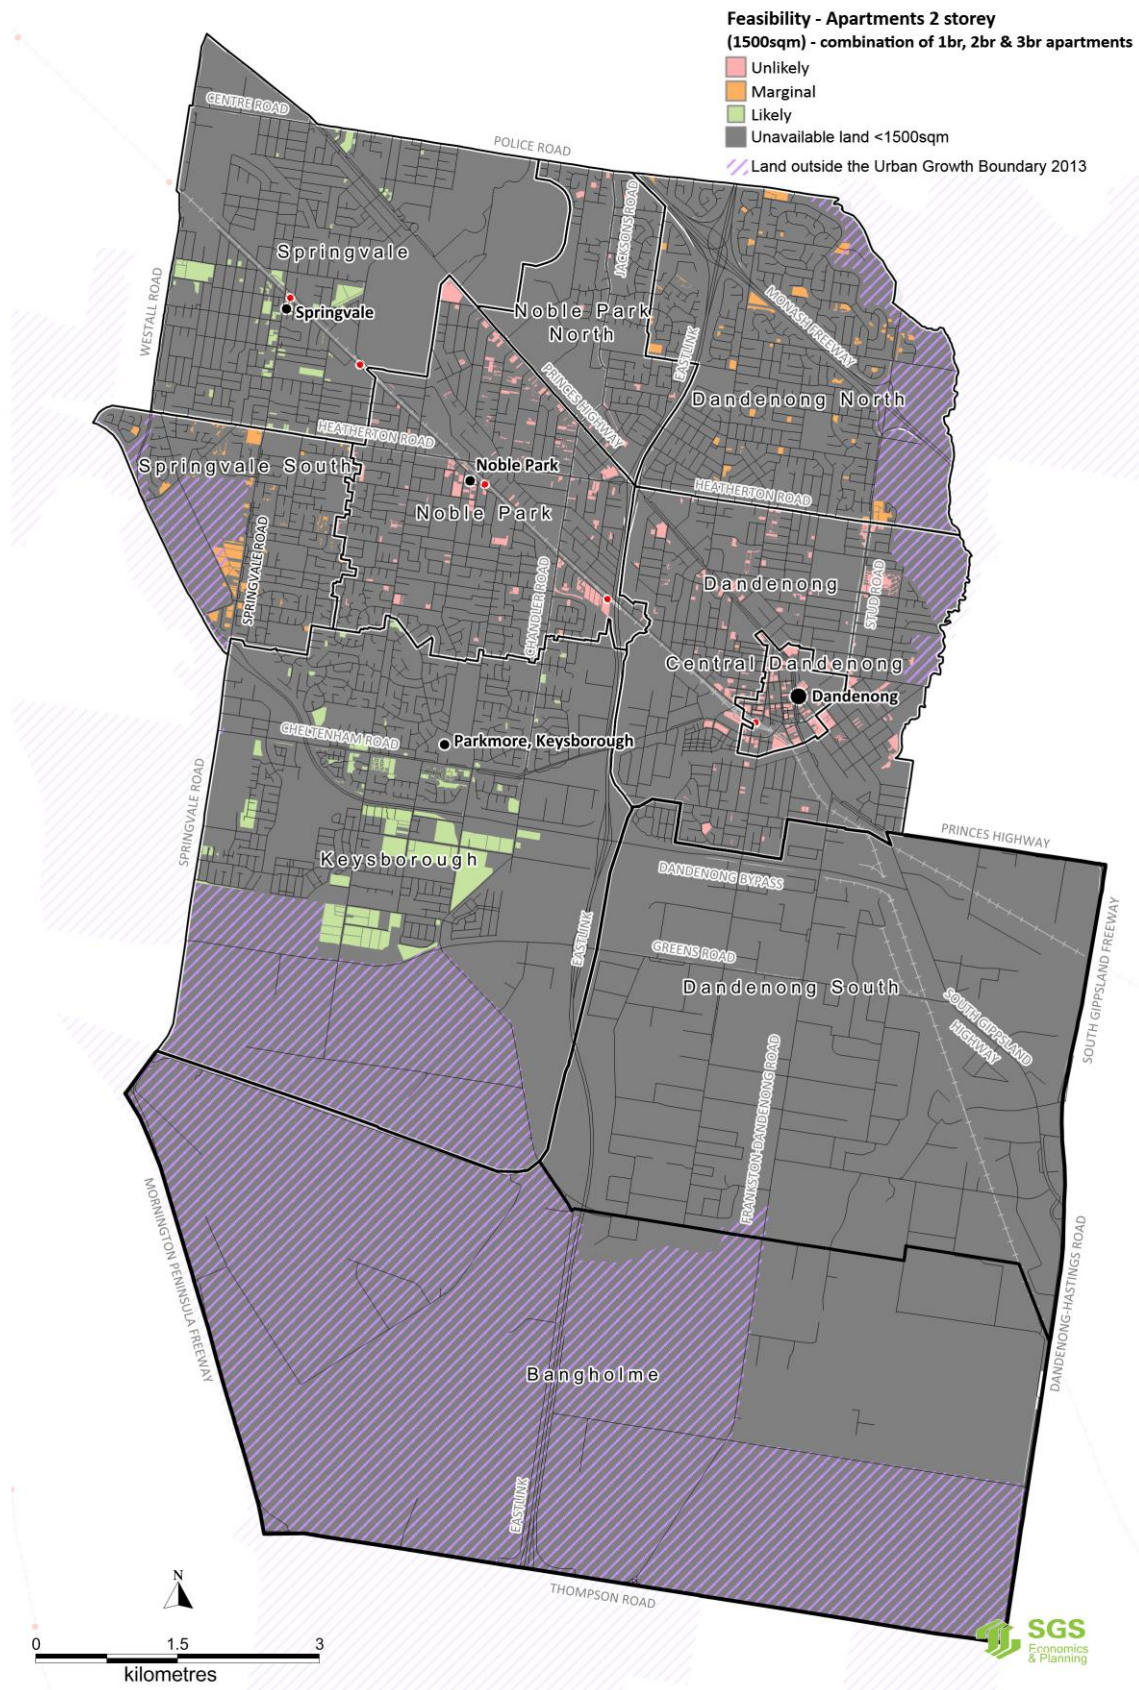 Feasibility - Apartments 2 storey
(1500sqm) - combination of 1br, 2br & 3br apartments
Unlikely
Marginal
Likely
Unavailable land <1500sqm
Land outside the Urban Growth Boundary 2013
CENTRE ROAD
POLICE ROAD
JACKSONS ROAD
Springvale
WESTALL ROAD
Springvale
Noble Park
North
MONASH FREEWAY
EASTLINK
PRINCES HIGHWAY
Dandenong North
HEATHERTON ROAD
Springvale South
Noble Park
HEATHERTON ROAD
Noble Park
SPRINGVALE ROAD
CHANDLER ROAD
Dandenong
STUD ROAD
Central Dandenong
Dandenong
CHELTENHAM ROAD
Parkmore, Keysborough
SPRINGVALE ROAD
PRINCES HIGHWAY
Keysborough
DANDENONG BYPASS
EASTLINK
GREENS ROAD
SOUTH GIPPSLAND FREEWAY
Dandenong South
SOUTH GIPPSLAND
HIGHWAY
FRANKSTON-DANDENONG ROAD
MORNINGTON PENINSULA FREEWAY
DANDENONG-HASTINGS ROAD
Bangholme
EASTLINK
THOMPSON ROAD
N
0 1.5 3
kilometres
SGS
Economics
& Planning